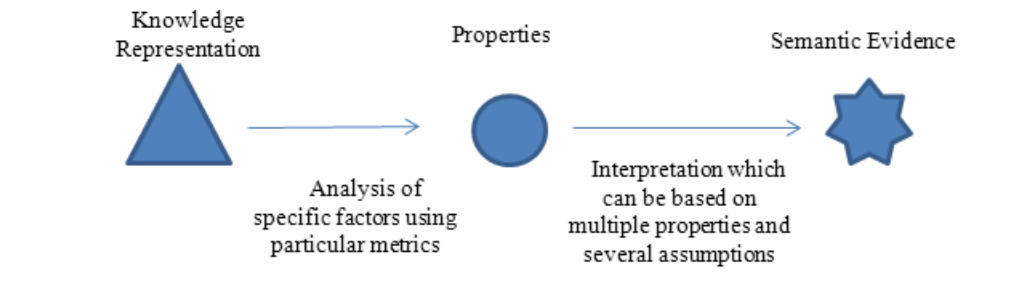 Knowledge
Representation
Properties
Semantic Evidence
Analysis of
specific factors using
particular metrics
Interpretation which
can be based on
multiple properties and
several assumptions